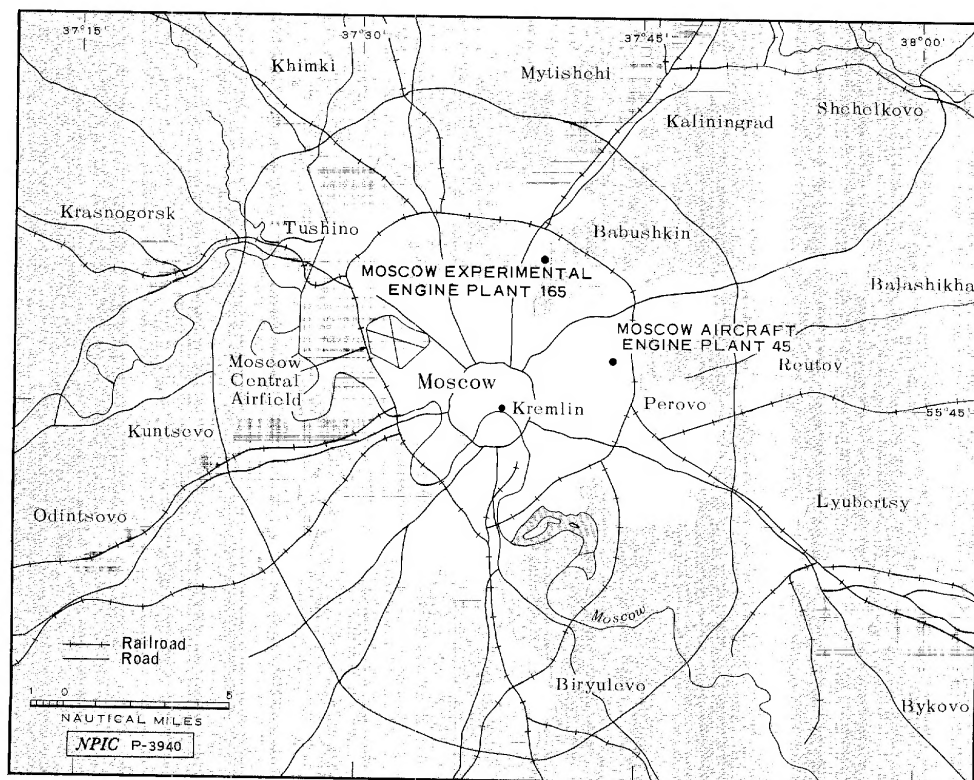 37°15'
37°30'
37°45'
38°00'
Khimki
Mytishchi
Kaliningrad
Shchelkovo
Krasnogorsk
Tushino
Babushkin
MOSCOW EXPERIMENTAL
ENGINE PLANT 165
Balashikha
MOSCOW AIRCRAFT
ENGINE PLANT 45
Reutov
Moscow
Central
Airfield
Moscow
Kremlin
Perovo
55°45'
Kuntsevo
Odintsovo
Lyubertsy
Moscow
Railroad
Road
Biryulevo
Bykovo
1 0 5
NAUTICAL MILES
NPIC P-3940